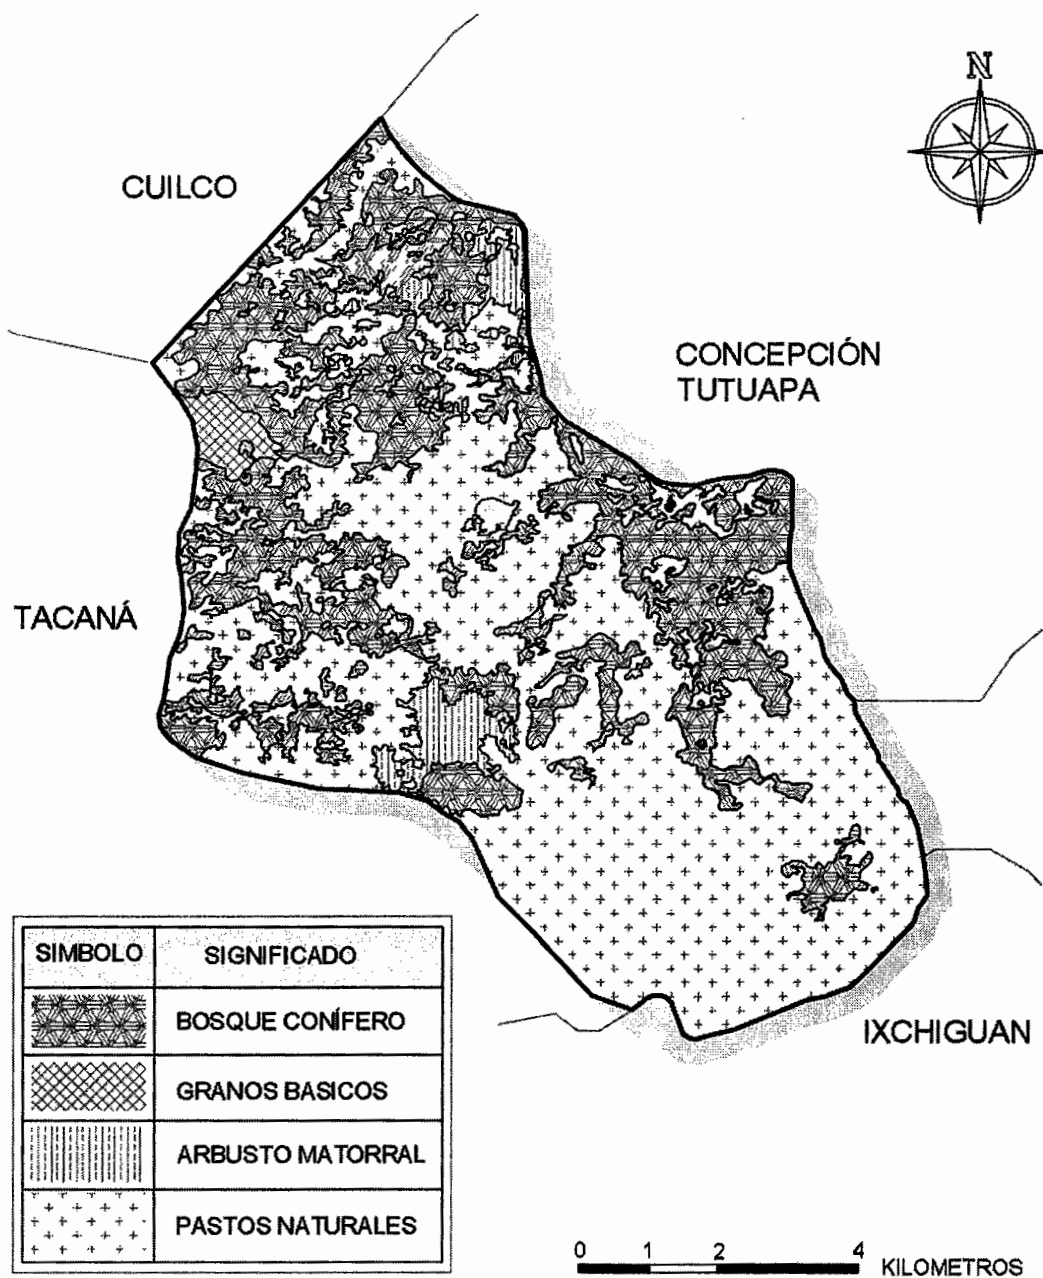 N
CUILCO
CONCEPCIÓN
TUTUAPA
TACANÁ
IXCHIGUAN
SIMBOLO SIGNIFICADO
BOSQUE CONÍFERO
GRANOS BASICOS
ARBUSTO MATORRAL
PASTOS NATURALES
0 1 2 4 KILOMETROS